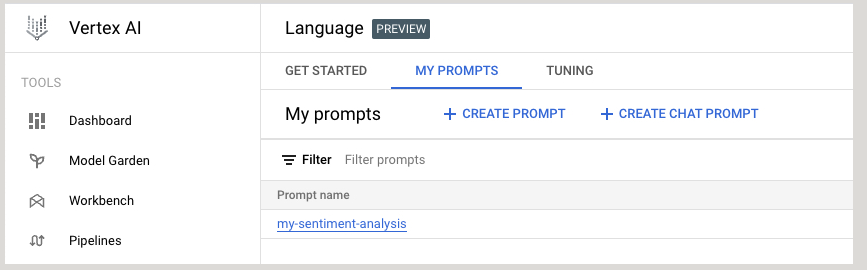 Vertex AI
Language PREVIEW
TOOLS
Dashboard
Model Garden
Workbench
Pipelines
GET STARTED MY PROMPTS TUNING
My prompts + CREATE PROMPT + CREATE CHAT PROMPT
Filter Filter prompts
Prompt name
my-sentiment-analysis